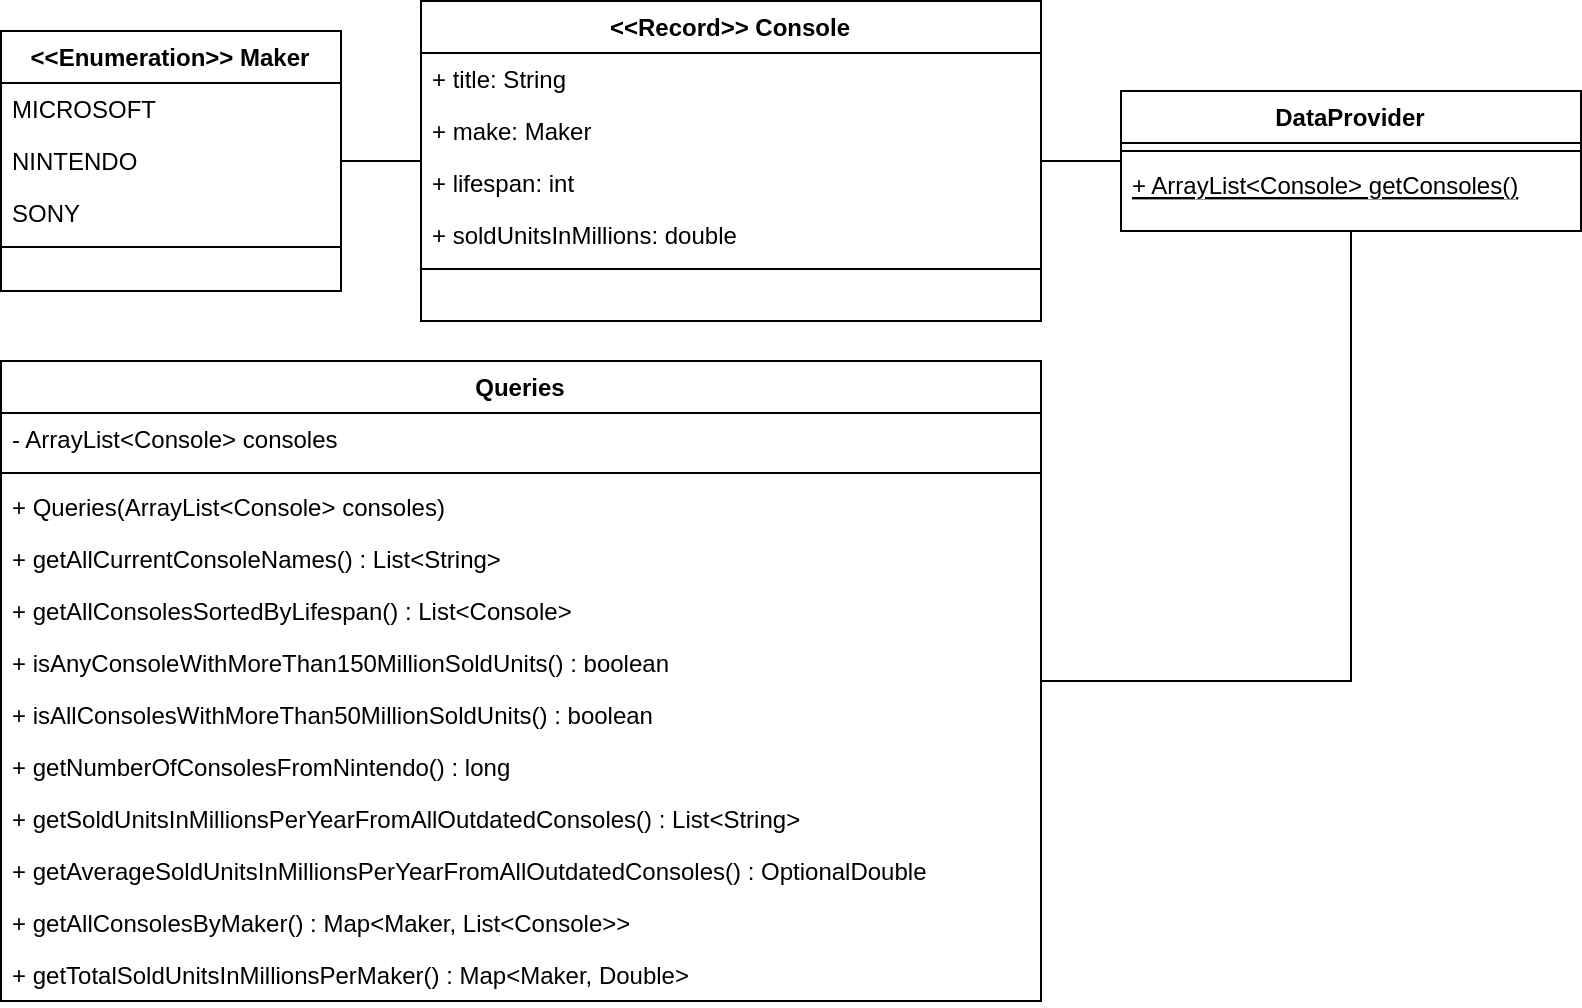 <<Enumeration>> Maker
MICROSOFT
NINTENDO
SONY
<<Record>> Console
+ title: String
+ make: Maker
+ lifespan: int
+ soldUnitsInMillions: double
DataProvider
+ ArrayList<Console> getConsoles()
Queries
- ArrayList<Console> consoles
+ Queries(ArrayList<Console> consoles)
+ getAllCurrentConsoleNames() : List<String>
+ getAllConsolesSortedByLifespan() : List<Console>
+ isAnyConsoleWithMoreThan150MillionSoldUnits() : boolean
+ isAllConsolesWithMoreThan50MillionSoldUnits() : boolean
+ getNumberOfConsolesFromNintendo() : long
+ getSoldUnitsInMillionsPerYearFromAllOutdatedConsoles() : List<String>
+ getAverageSoldUnitsInMillionsPerYearFromAllOutdatedConsoles() : OptionalDouble
+ getAllConsolesByMaker() : Map<Maker, List<Console>>
+ getTotalSoldUnitsInMillionsPerMaker() : Map<Maker, Double>